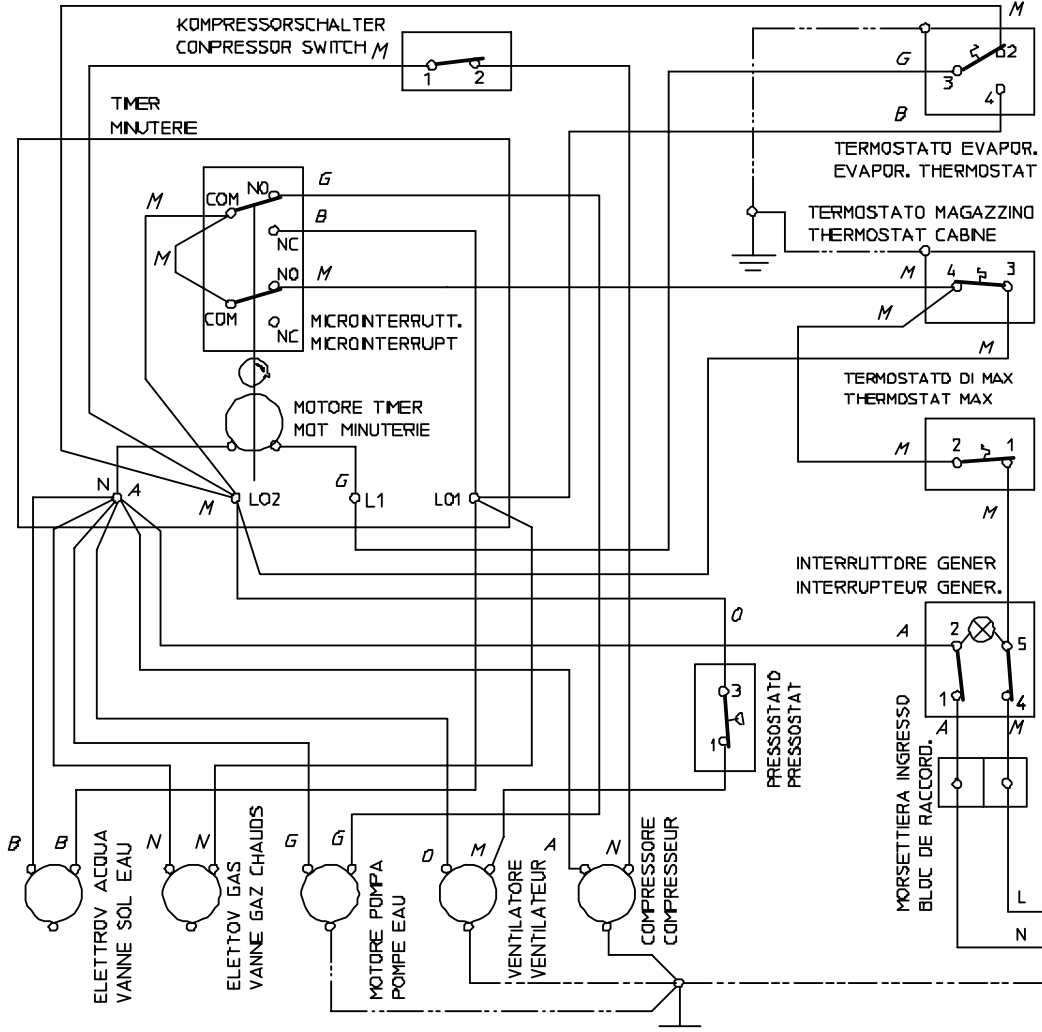 KOMPRESSORSCHALTER
CONPRESSOR SWITCH
M
1
2
M
2
G
3
4
B
TERMOSTATO EVAPOR.
EVAPOR. THERMOSTAT
TIMER
MINUTERIE
COM
NO
G
M
B
NC
M
NO
M
COM
NC
MICROINTERRUTT.
MICROINTERRUPT
TERMOSTATO MAGAZZINO
THERMOSTAT CABINE
M
4
3
M
M
MOTORE TIMER
MOT MINUTERIE
TERMOSTATO DI MAX
THERMOSTAT MAX
M
2
1
M
N
A
M
LO2
G
L1
LO1
INTERRUTTORE GENER
INTERRUPTEUR GENER.
O
A
2
5
1
4
A
M
3
1
PRESSOSTATO
PRESSOSTAT
MORSETTIERA INGRESSO
BLOC DE RACCORD.
L
N
B
B
ELETTROV ACQUA
VANNE SOL EAU
N
N
ELETTOV GAS
VANNE GAZ CHAUDS
G
G
MOTORE POMPA
POMPE EAU
O
M
VENTILATORE
VENTILATEUR
A
N
COMPRESSORE
COMPRESSEUR